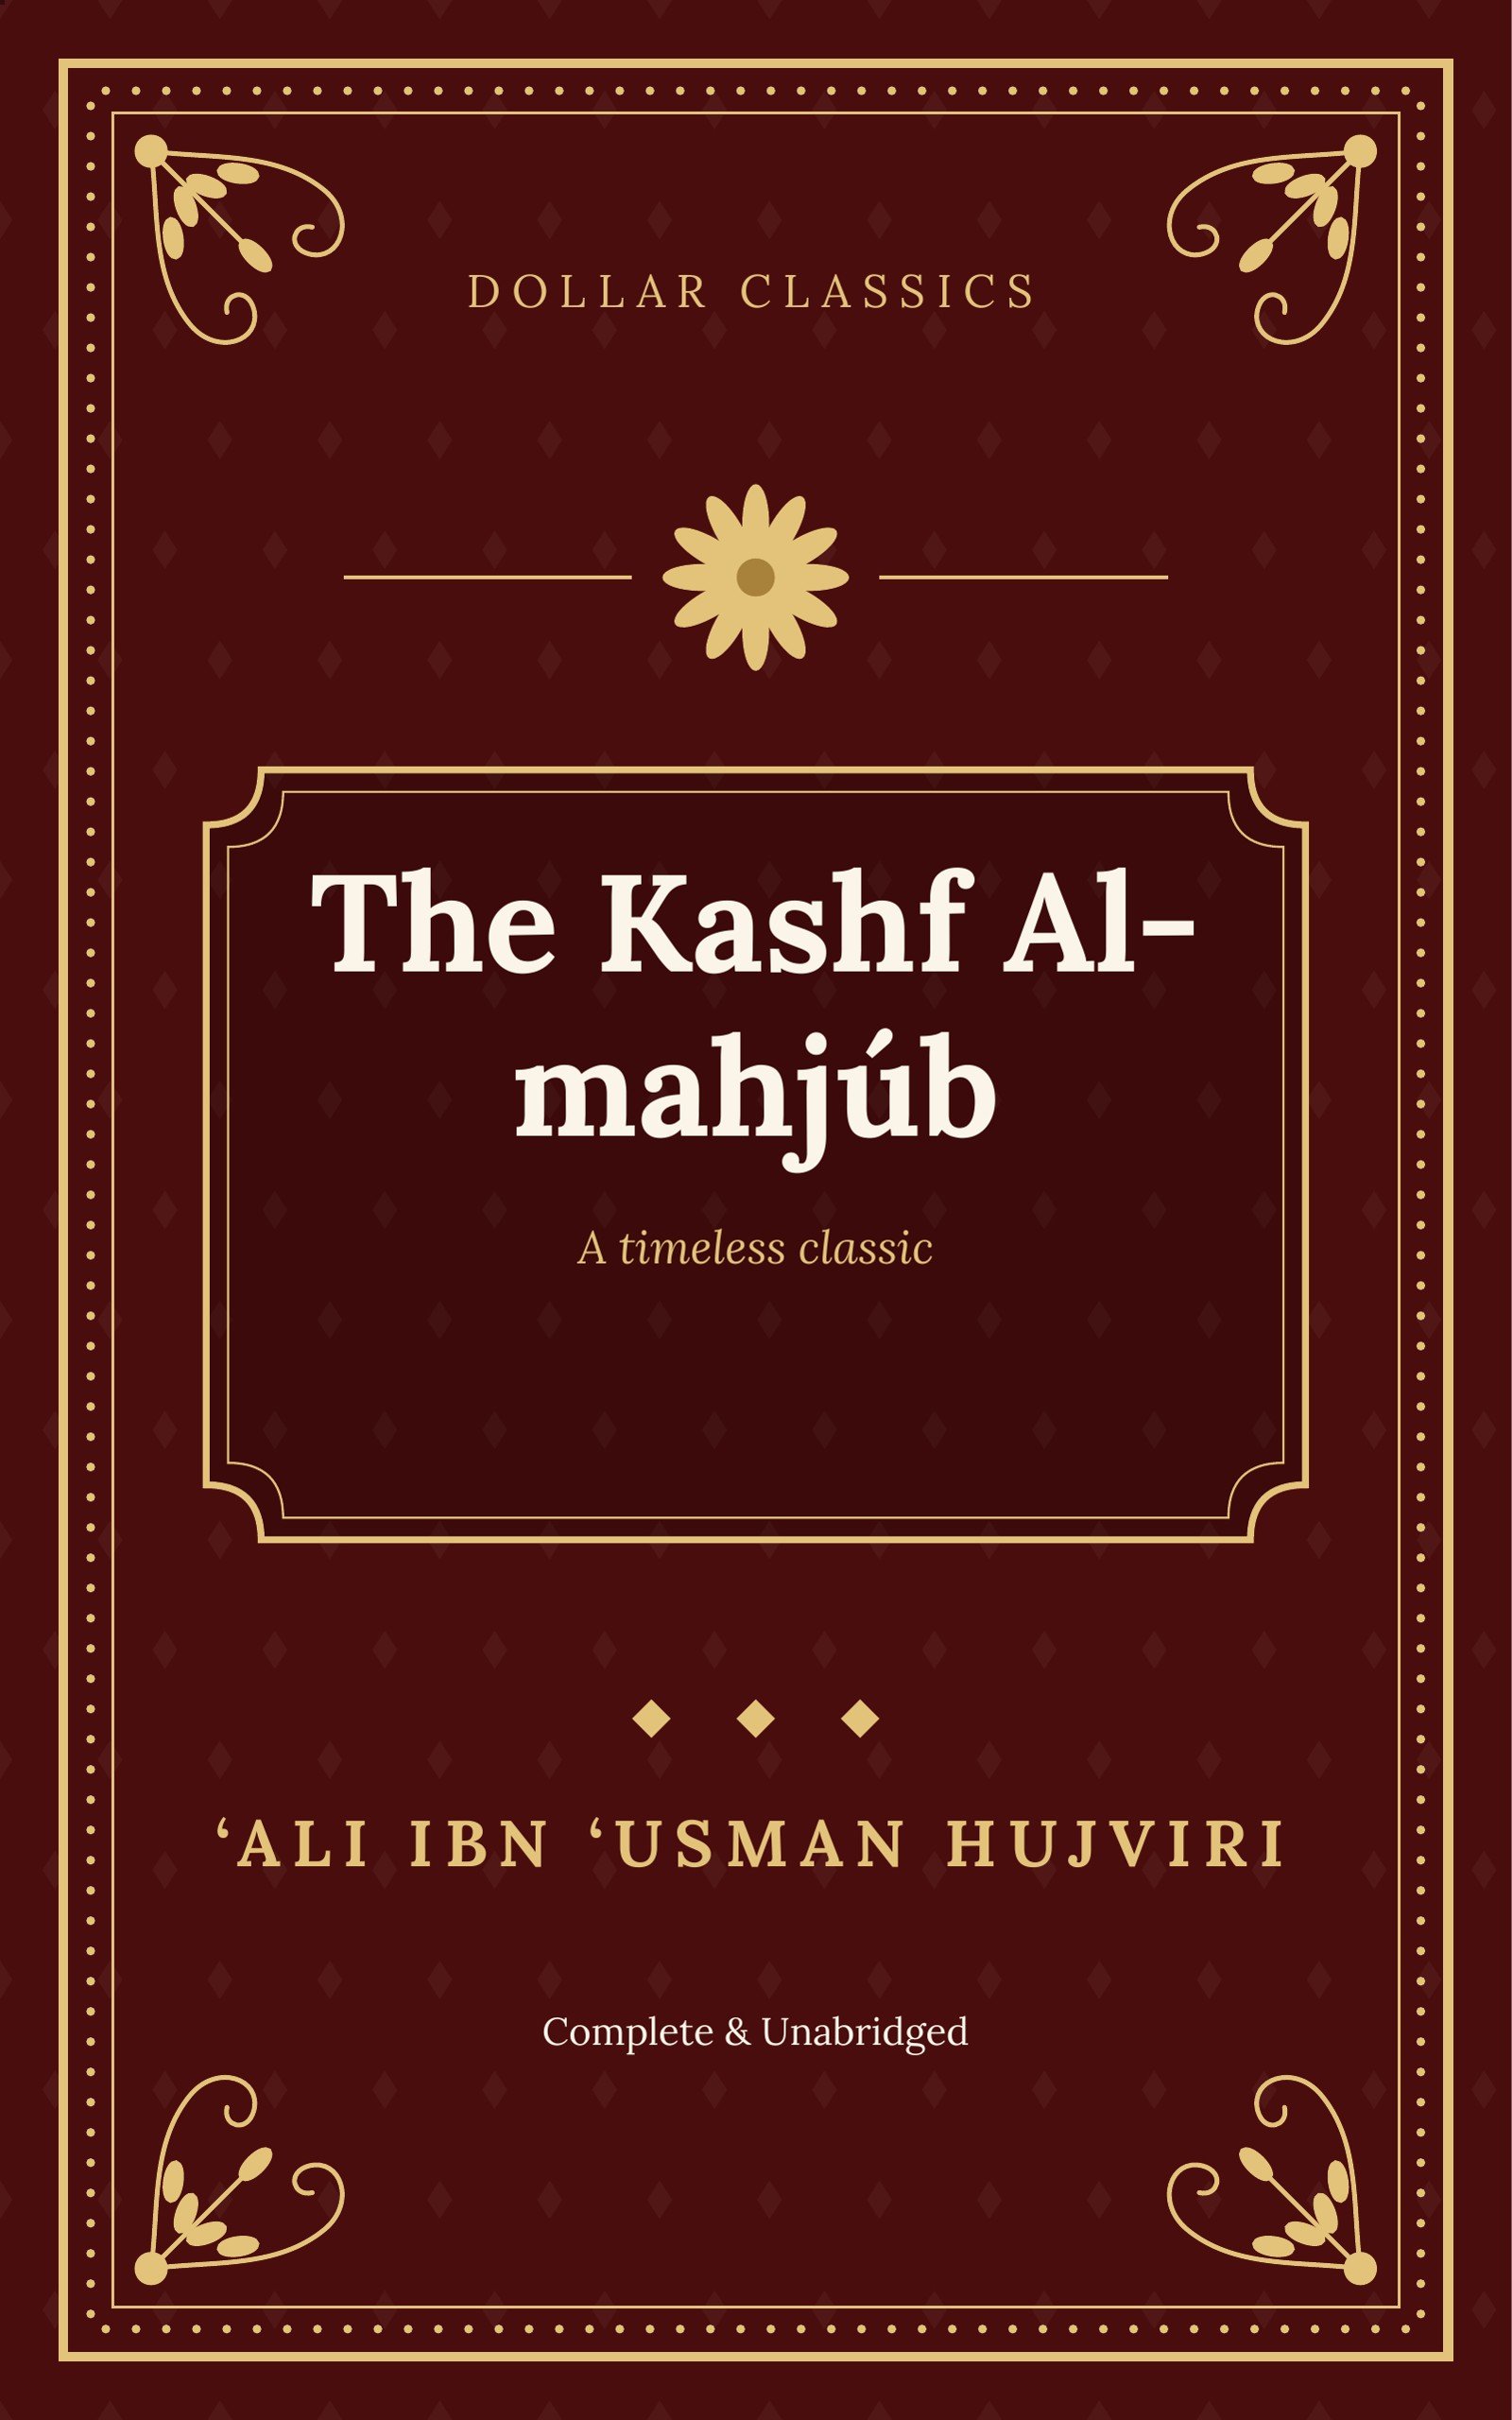 DOLLAR CLASSICS
The Kashf Al-
mahjúb
A timeless classic
‘ALI IBN ‘USMAN HUJVIRI
Complete & Unabridged